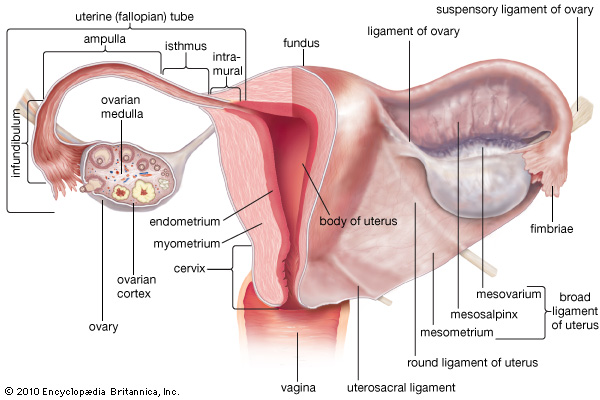 uterine (fallopian) tube
ampulla
isthmus
intra-
mural
fundus
ligament of ovary
suspensory ligament of ovary
infundibulum
ovarian
medulla
endometrium
myometrium
cervix
body of uterus
fimbriae
ovarian
cortex
ovary
mesovarium
mesosalpinx
mesometrium
broad
ligament
of uterus
round ligament of uterus
vagina
uterosacral ligament
© 2010 Encyclopædia Britannica, Inc.